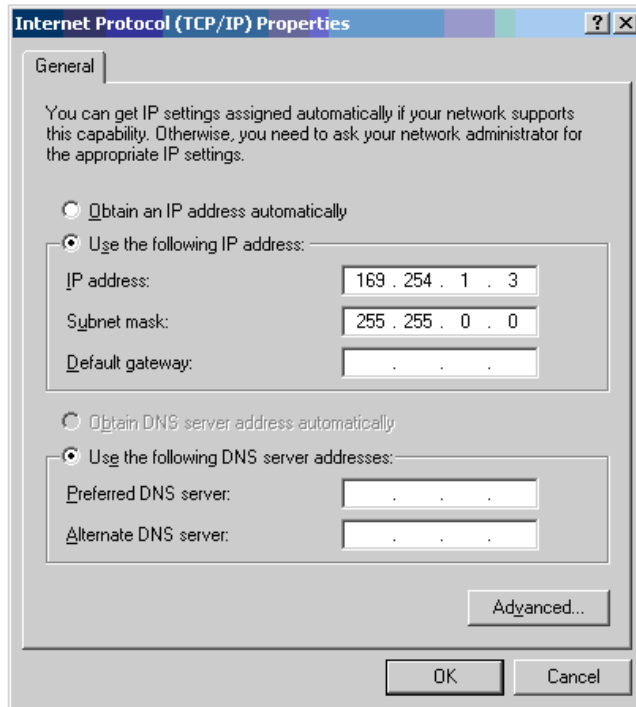 Internet Protocol (TCP/IP) Properties
General
You can get IP settings assigned automatically if your network supports
this capability. Otherwise, you need to ask your network administrator for
the appropriate IP settings.
Obtain an IP address automatically
Use the following IP address:
IP address: 169 . 254 . 1 . 3
Subnet mask: 255 . 255 . 0 . 0
Default gateway: . . .
Obtain DNS server address automatically
Use the following DNS server addresses:
Preferred DNS server: . . .
Alternate DNS server: . . .
Advanced...
OK Cancel